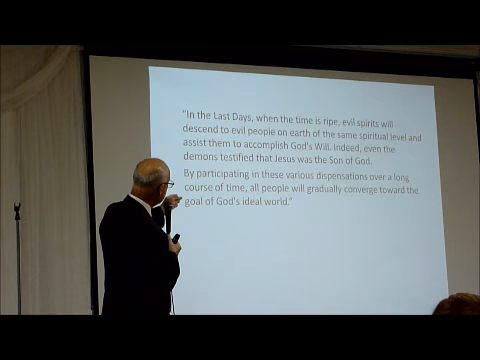 "In the Last Days, when the time is ripe, evil spirits will
descend to evil people on earth of the same spiritual level and
assist them to accomplish God's Will. Indeed, even the
demons testified that Jesus was the Son of God.
By participating in these various dispensations over a long
course of time, all people will gradually converge toward the
goal of God's ideal world."